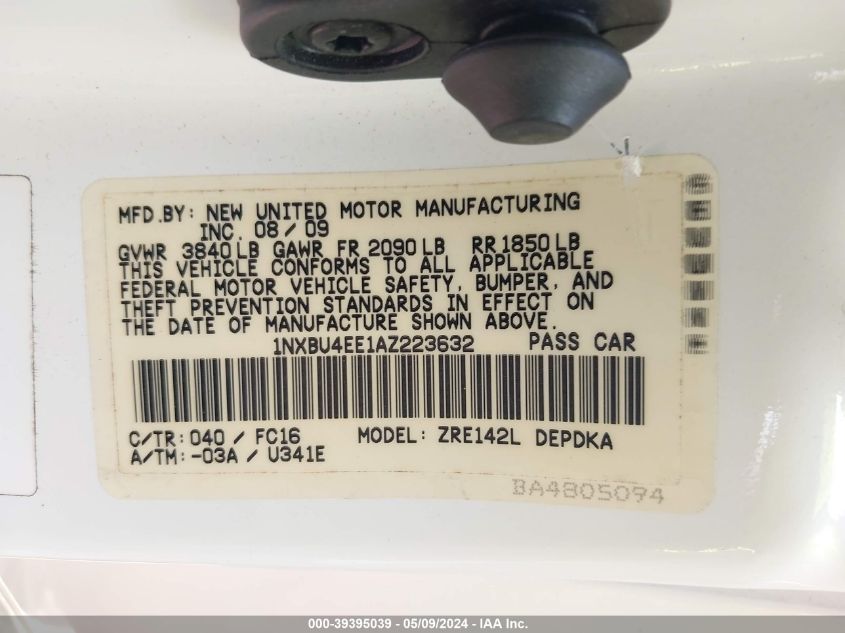 MFD.BY: NEW UNITED MOTOR MANUFACTURING
INC. 08/09
GVWR 3840 LB GAWR FR 2090 LB RR 1850 LB
THIS VEHICLE CONFORMS TO ALL APPLICABLE
FEDERAL MOTOR VEHICLE SAFETY, BUMPER, AND
THEFT PREVENTION STANDARDS IN EFFECT ON
THE DATE OF MANUFACTURE SHOWN ABOVE.
1NXBU4EE1AZ223632 PASS CAR
C/TR: 040 / FC16 MODEL: ZRE142L DEPDKA
A/TM: -03A / U341E
BA4805094
000-39395039 | 05/09/2024 - IAA Inc.